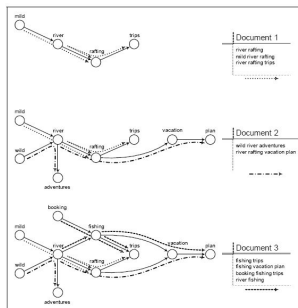 mild
river
trips
rafting
Document 1
river rafting
mild river rafting
river rafting trips
mild
river
trips
vacation
plan
wild
rafting
adventures
Document 2
wild river adventures
river rafting vacation plan
booking
mild
fishing
trips
river
vacation
plan
wild
rafting
adventures
Document 3
fishing trips
fishing vacation plan
booking fishing trips
river fishing